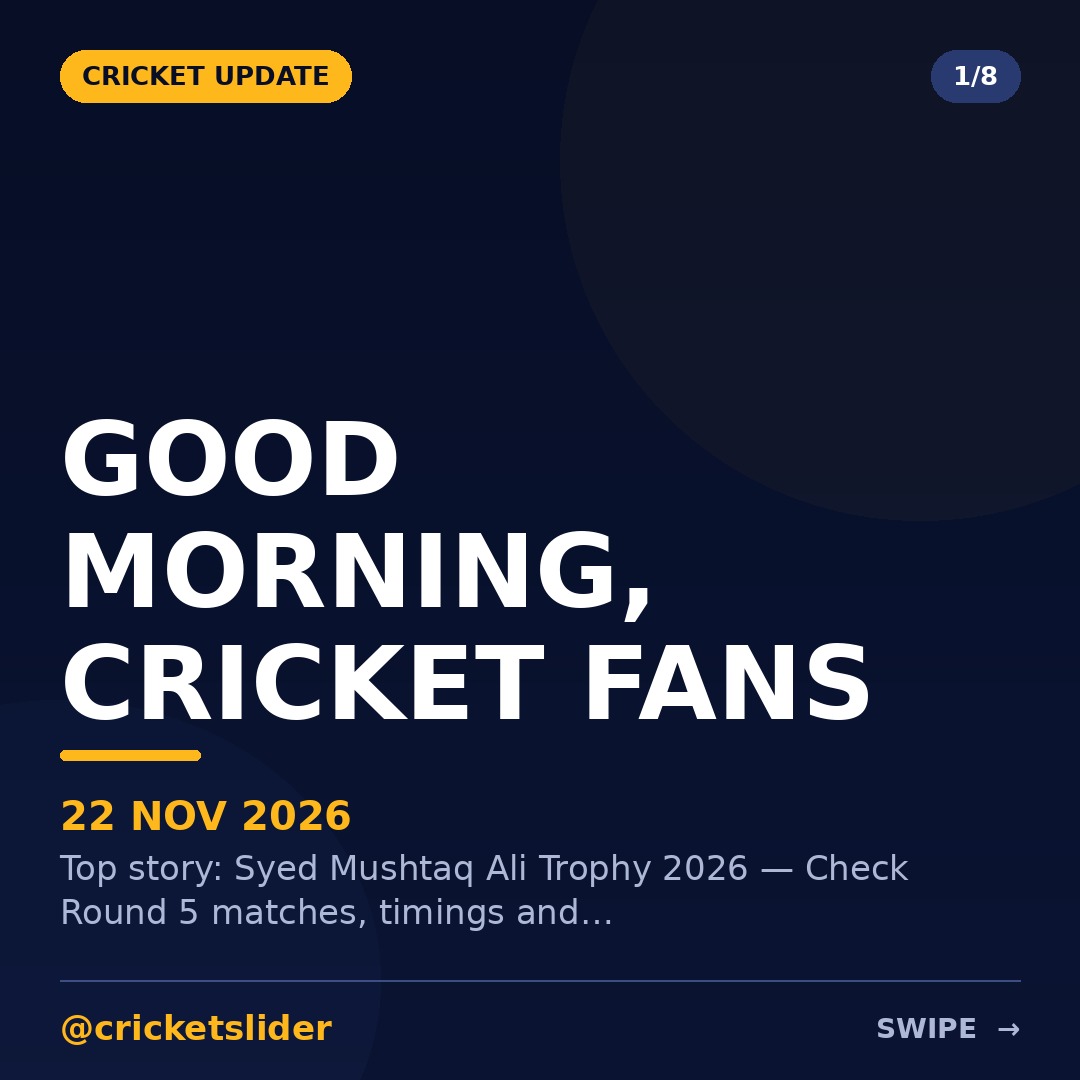 CRICKET UPDATE
1/8
GOOD
MORNING,
CRICKET FANS
22 NOV 2026
Top story: Syed Mushtaq Ali Trophy 2026 — Check
Round 5 matches, timings and…
@cricketslider
SWIPE →